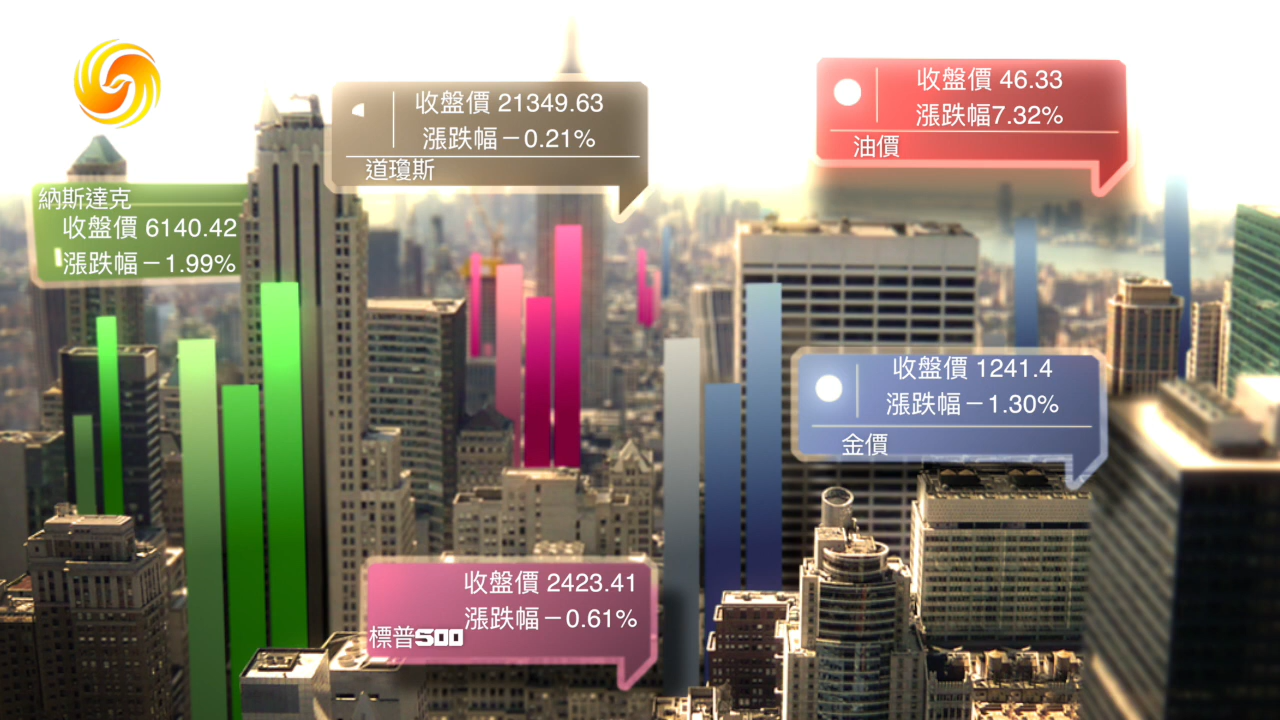 收盤價 21349.63
漲跌幅－0.21%
道瓊斯
收盤價 46.33
漲跌幅7.32%
油價
納斯達克
收盤價 6140.42
漲跌幅－1.99%
收盤價 1241.4
漲跌幅－1.30%
金價
收盤價 2423.41
漲跌幅－0.61%
標普500